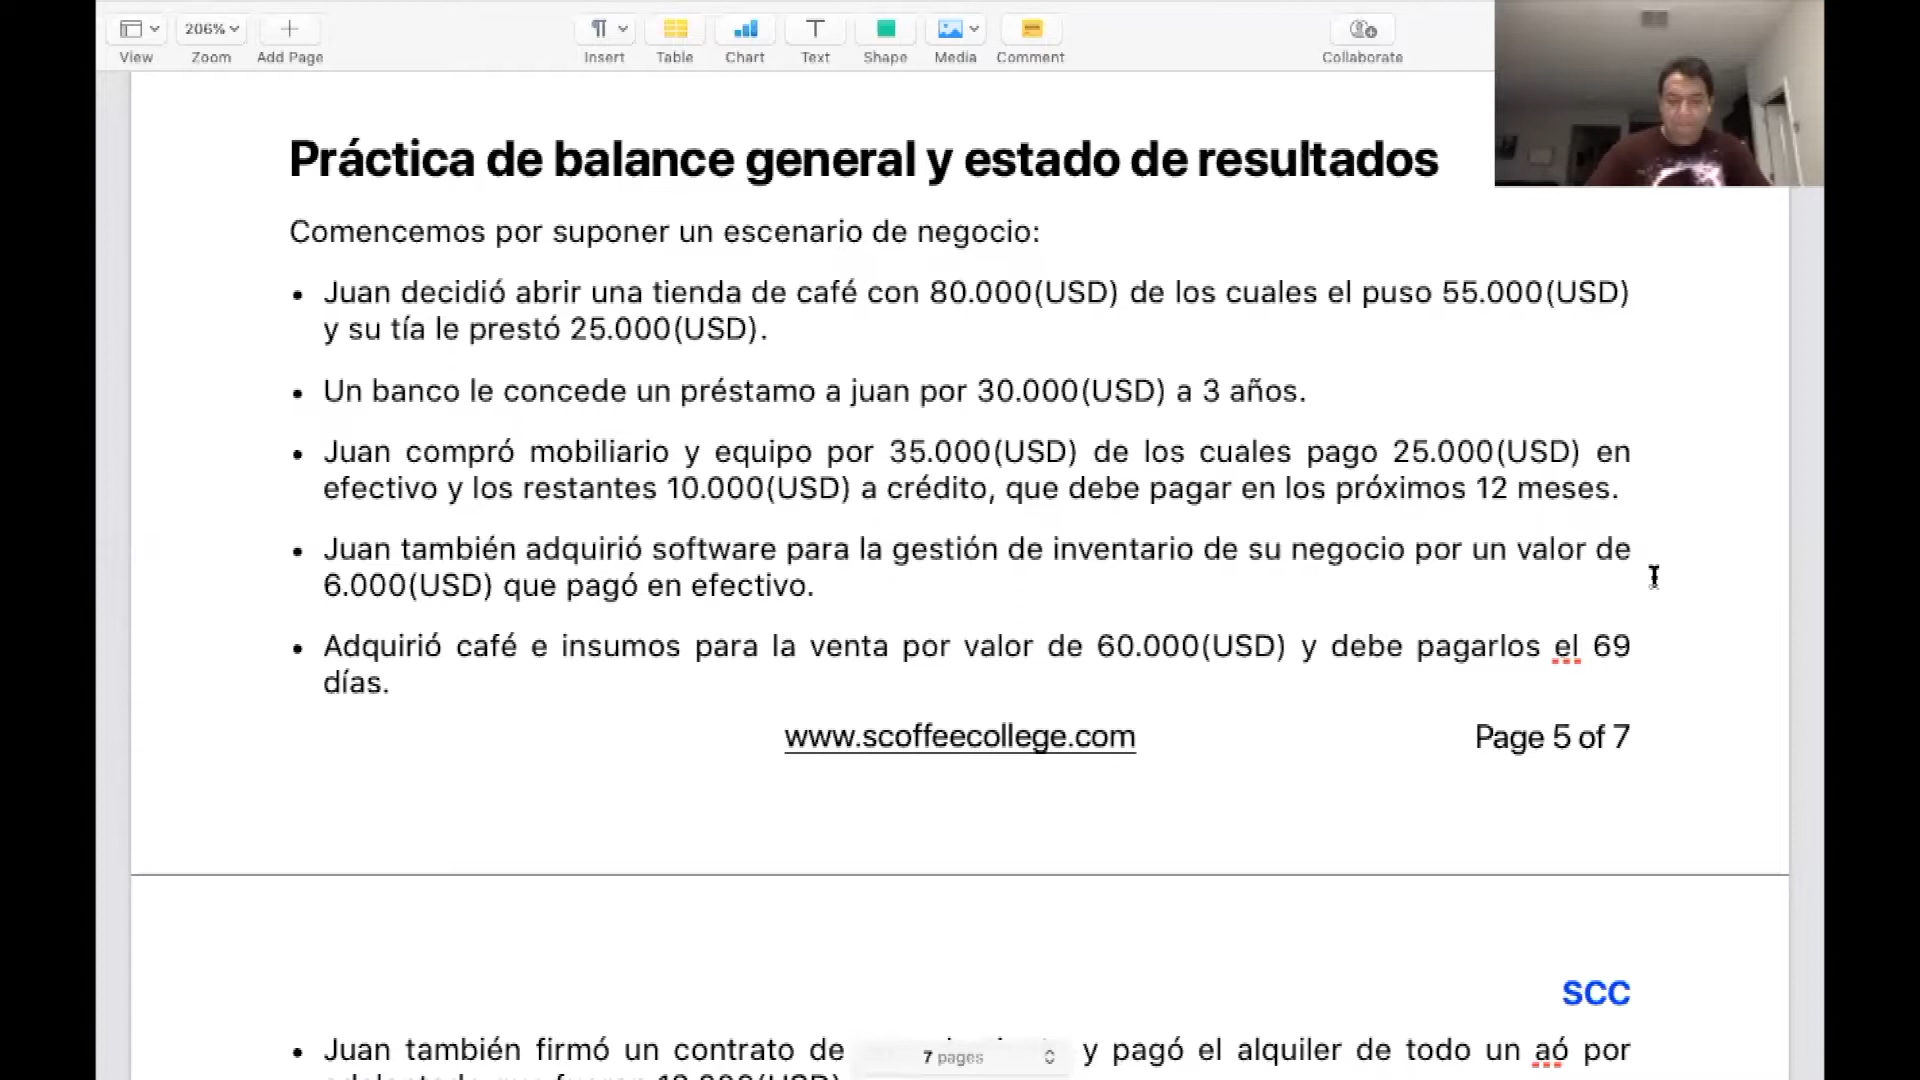 206%
View
Zoom
Add Page
Insert
Table
Chart
Text
Shape
Media
Comment
Collaborate
Práctica de balance general y estado de resultados
Comencemos por suponer un escenario de negocio:
• Juan decidió abrir una tienda de café con 80.000(USD) de los cuales el puso 55.000(USD)
y su tía le prestó 25.000(USD).
• Un banco le concede un préstamo a juan por 30.000(USD) a 3 años.
• Juan compró mobiliario y equipo por 35.000(USD) de los cuales pago 25.000(USD) en
efectivo y los restantes 10.000(USD) a crédito, que debe pagar en los próximos 12 meses.
• Juan también adquirió software para la gestión de inventario de su negocio por un valor de
6.000(USD) que pagó en efectivo.
• Adquirió café e insumos para la venta por valor de 60.000(USD) y debe pagarlos el 69
días.
www.scoffeecollege.com
Page 5 of 7
SCC
• Juan también firmó un contrato de y pagó el alquiler de todo un aó por
7 pages